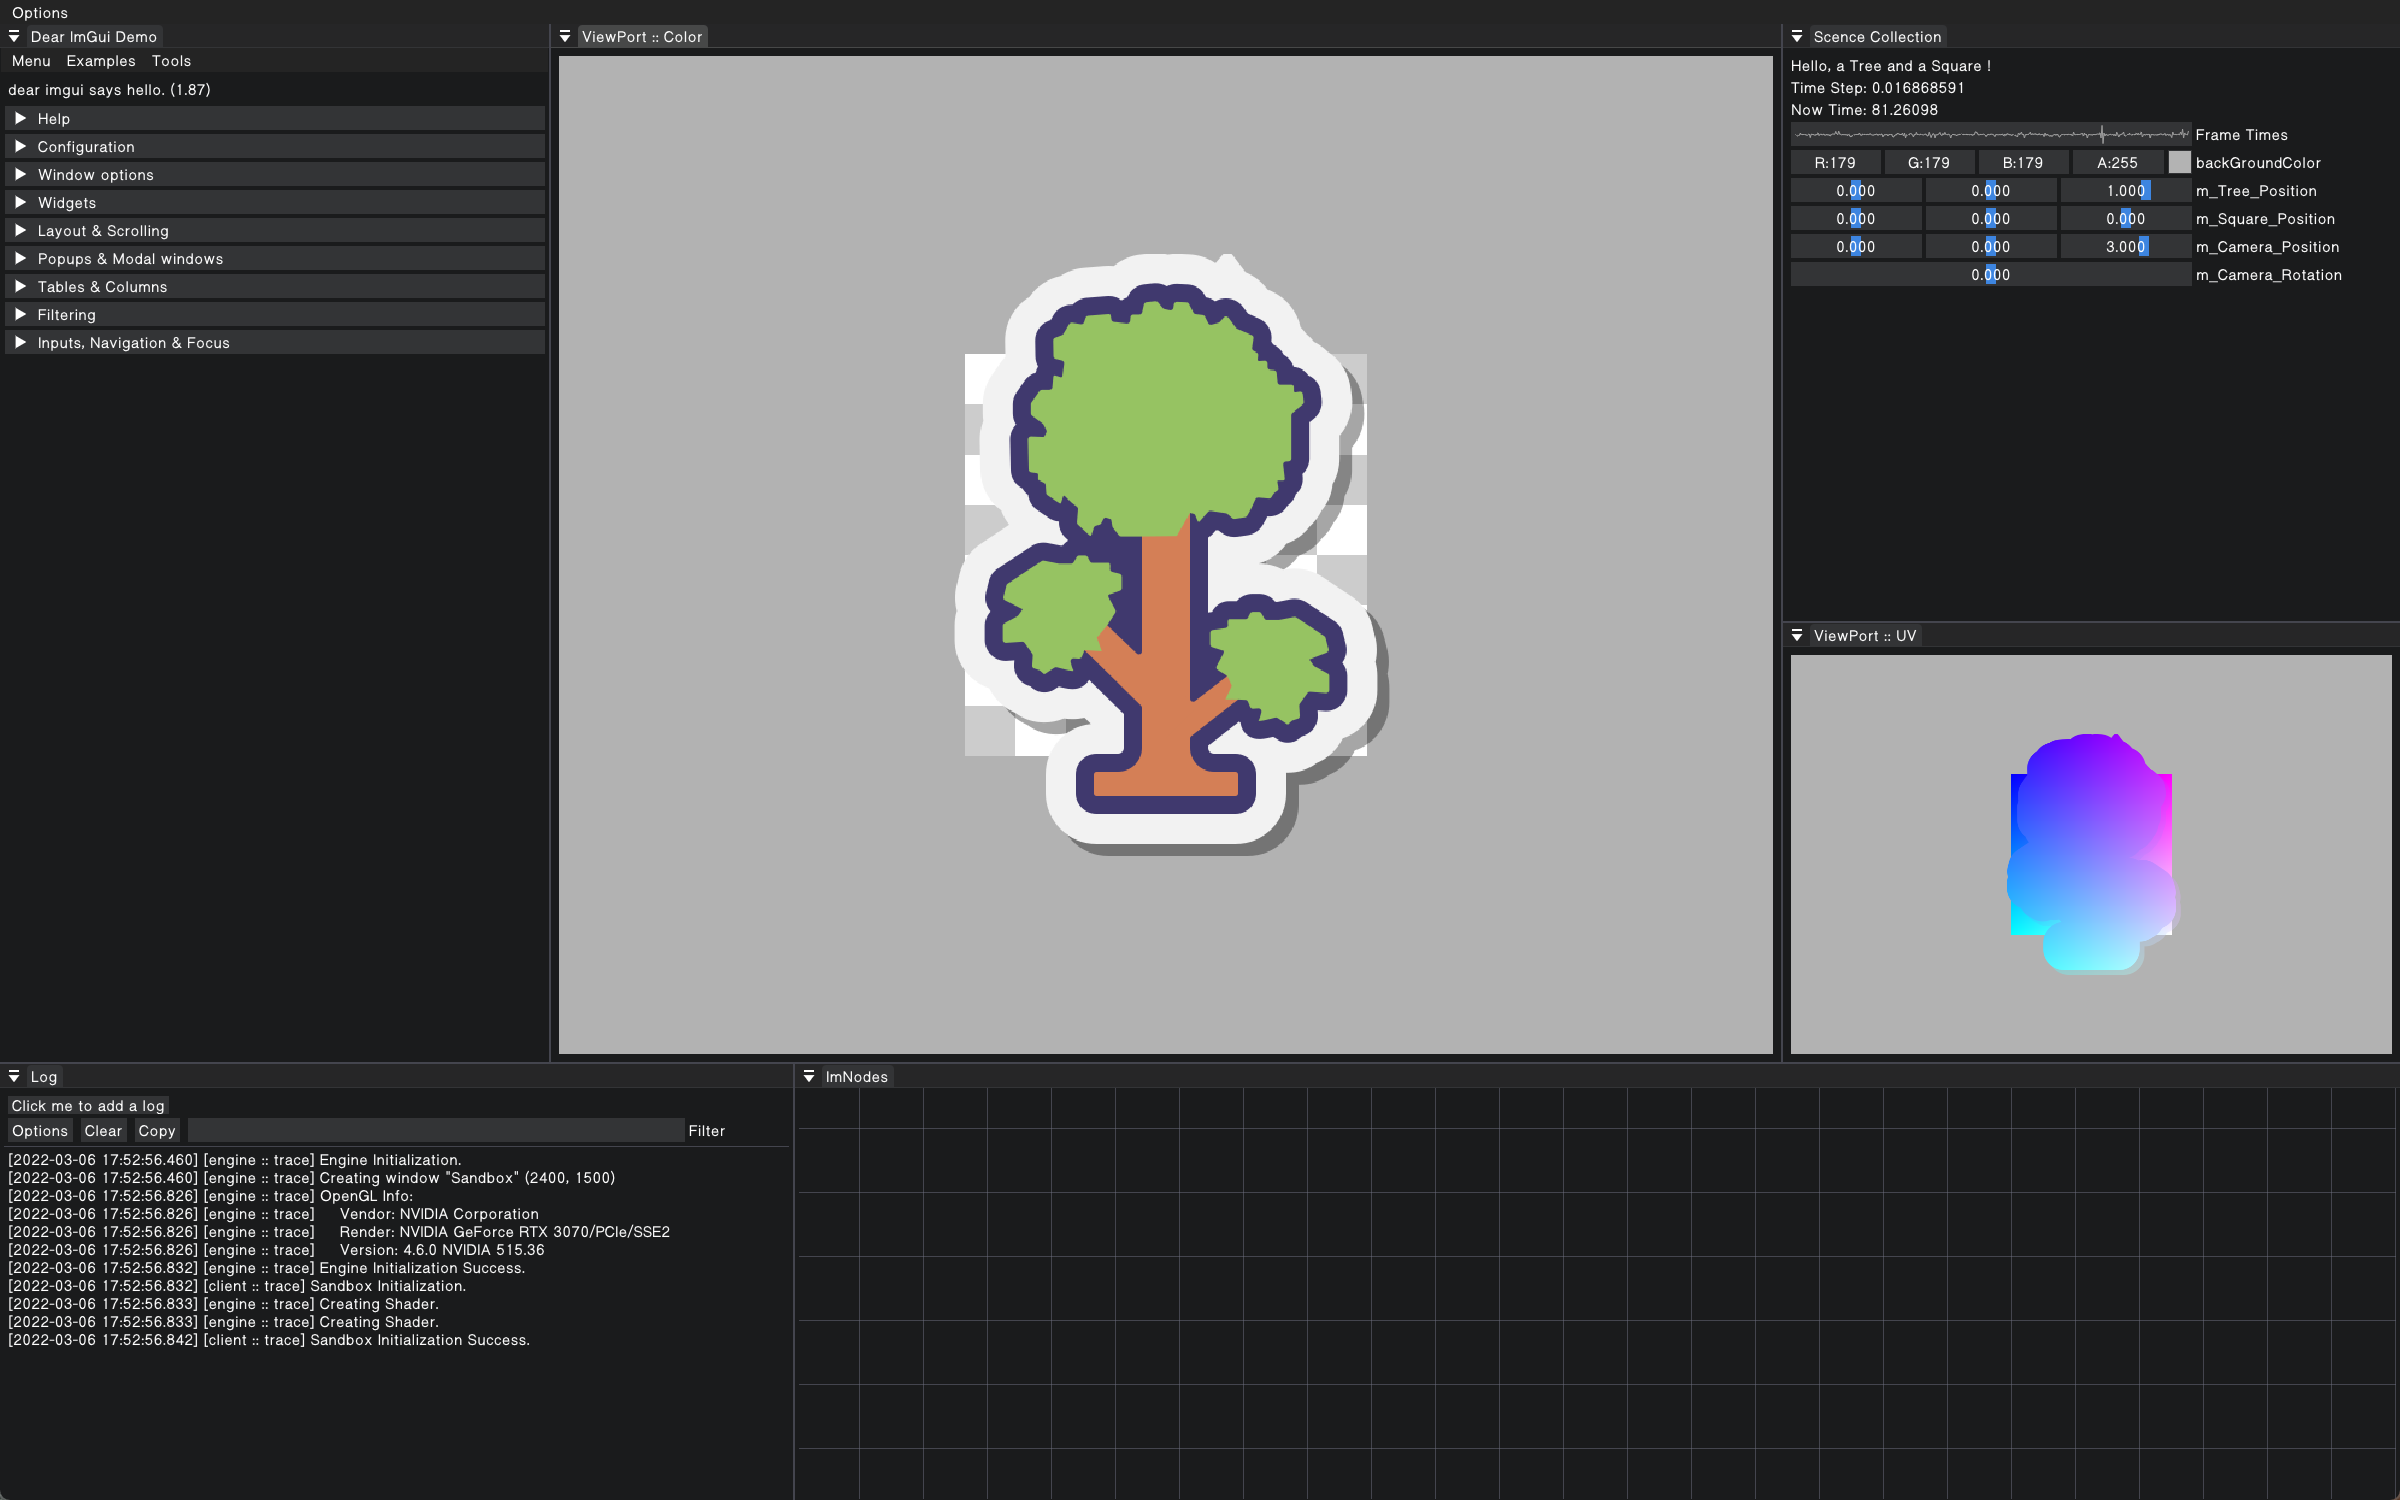 Options
Dear ImGui Demo
Menu Examples Tools
dear imgui says hello. (1.87)
Help
Configuration
Window options
Widgets
Layout & Scrolling
Popups & Modal windows
Tables & Columns
Filtering
Inputs, Navigation & Focus
ViewPort :: Color
Scence Collection
Hello, a Tree and a Square !
Time Step: 0.016868591
Now Time: 81.26098
Frame Times
R:179 G:179 B:179 A:255 backGroundColor
0.000 0.000 1.000 m_Tree_Position
0.000 0.000 0.000 m_Square_Position
0.000 0.000 3.000 m_Camera_Position
0.000 m_Camera_Rotation
ViewPort :: UV
Log
Click me to add a log
Options Clear Copy Filter
[2022-03-06 17:52:56.460] [engine :: trace] Engine Initialization.
[2022-03-06 17:52:56.460] [engine :: trace] Creating window "Sandbox" (2400, 1500)
[2022-03-06 17:52:56.826] [engine :: trace] OpenGL Info:
[2022-03-06 17:52:56.826] [engine :: trace] Vendor: NVIDIA Corporation
[2022-03-06 17:52:56.826] [engine :: trace] Render: NVIDIA GeForce RTX 3070/PCIe/SSE2
[2022-03-06 17:52:56.826] [engine :: trace] Version: 4.6.0 NVIDIA 515.36
[2022-03-06 17:52:56.832] [engine :: trace] Engine Initialization Success.
[2022-03-06 17:52:56.832] [client :: trace] Sandbox Initialization.
[2022-03-06 17:52:56.833] [engine :: trace] Creating Shader.
[2022-03-06 17:52:56.833] [engine :: trace] Creating Shader.
[2022-03-06 17:52:56.842] [client :: trace] Sandbox Initialization Success.
ImNodes